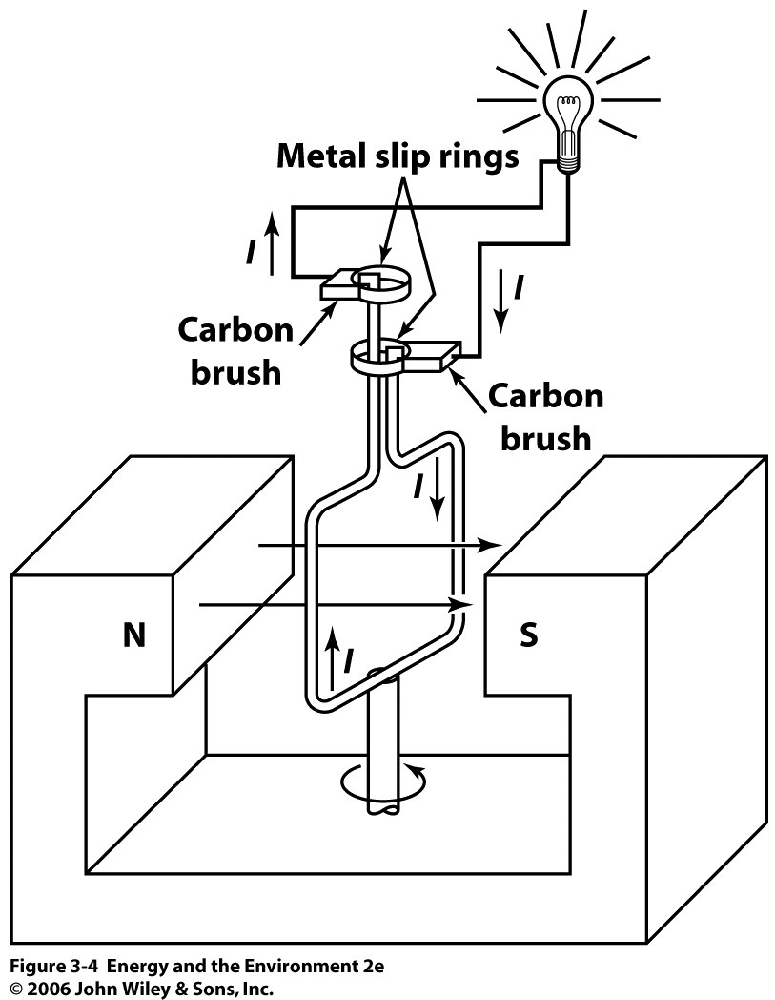 Metal slip rings
I
I
Carbon
brush
Carbon
brush
I
N
S
I
Figure 3-4 Energy and the Environment 2e
© 2006 John Wiley & Sons, Inc.